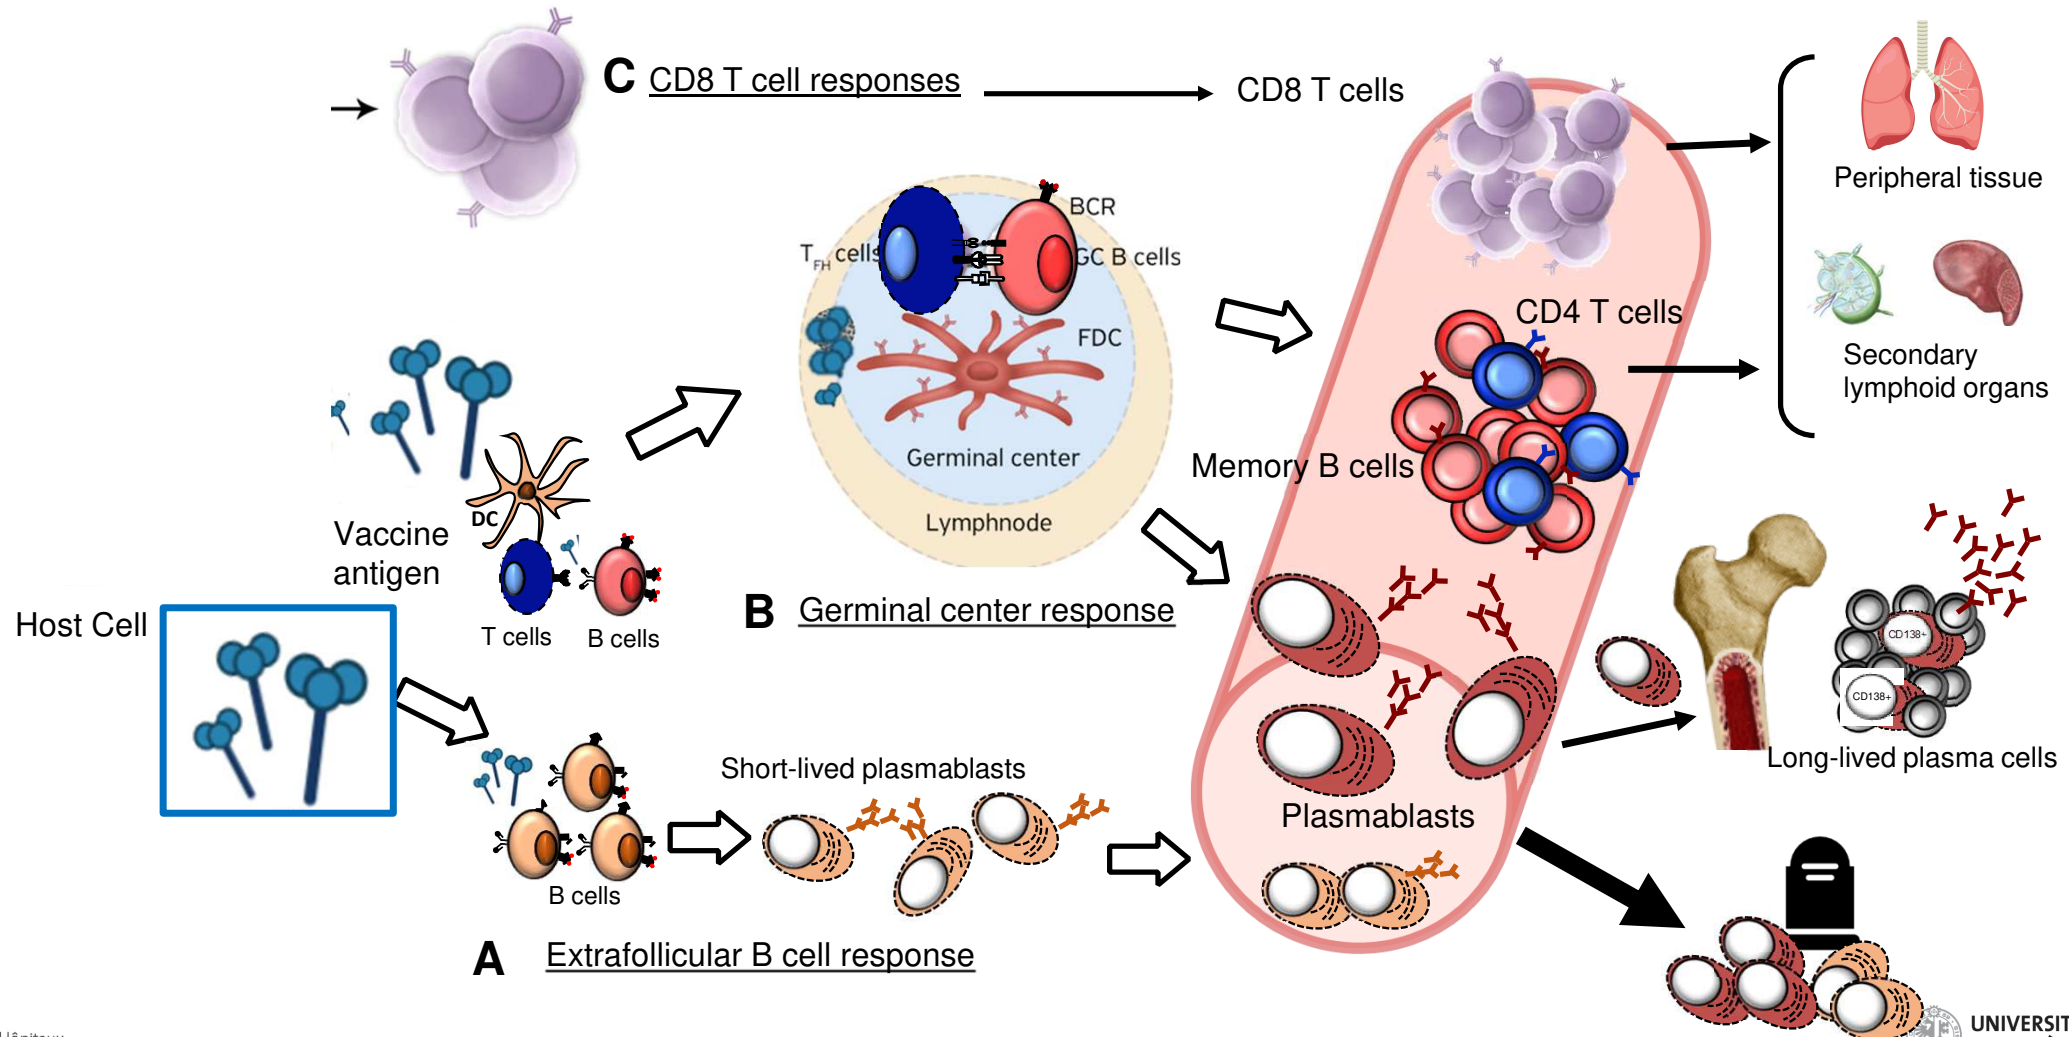 C CD8 T cell responses
CD8 T cells
Peripheral tissue
BCR
TFH cells
GC B cells
CD4 T cells
FDC
Secondary
lymphoid organs
Germinal center
Memory B cells
DC
Lymphnode
Vaccine
antigen
T cells
B cells
B Germinal center response
Host Cell
CD138+
CD138+
Long-lived plasma cells
Short-lived plasmablasts
Plasmablasts
B cells
A Extrafollicular B cell response
UNIVERSIT